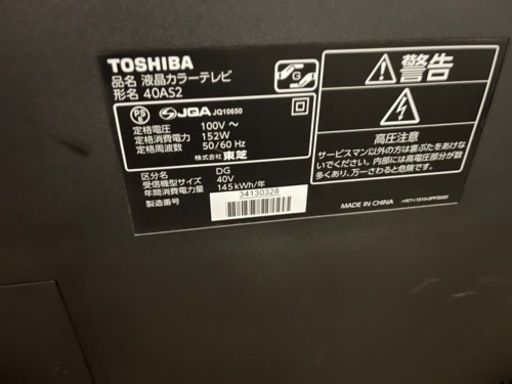 TOSHIBA
品名 液晶カラーテレビ
形名 40AS2
PS E JQA JQ10650
定格電圧 100V ～
定格消費電力 152W
定格周波数 50/60 Hz
株式会社 東芝
区分名 DG
受信機型サイズ 40V
年間消費電力量 145kWh/年
製造番号 34130328
G
警告
高圧注意
サービスマン以外の方は裏ぶたをあけな
いでください。内部には高電圧部分が数
多くあり、万一さわると危険です。
MADE IN CHINA